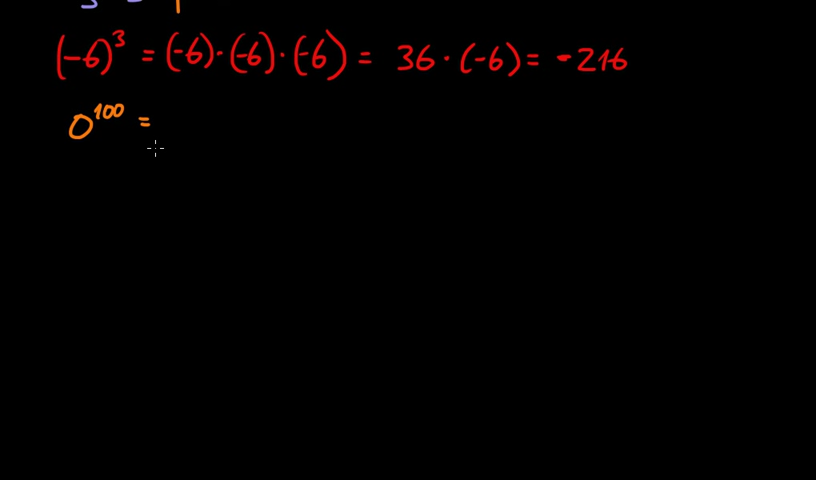 (-6)³ = (-6)·(-6)·(-6) = 36·(-6) = -216
0¹⁰⁰ =